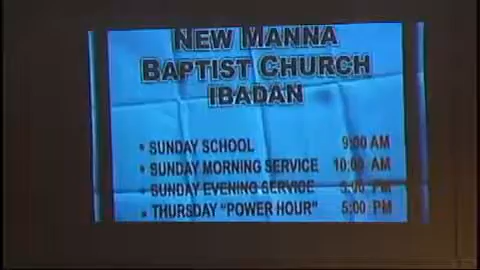 NEW MANNA
BAPTIST CHURCH
IBADAN
• SUNDAY SCHOOL 9:00 AM
• SUNDAY MORNING SERVICE 10:00 AM
• SUNDAY EVENING SERVICE PM
• THURSDAY "POWER HOUR" 5:00 PM